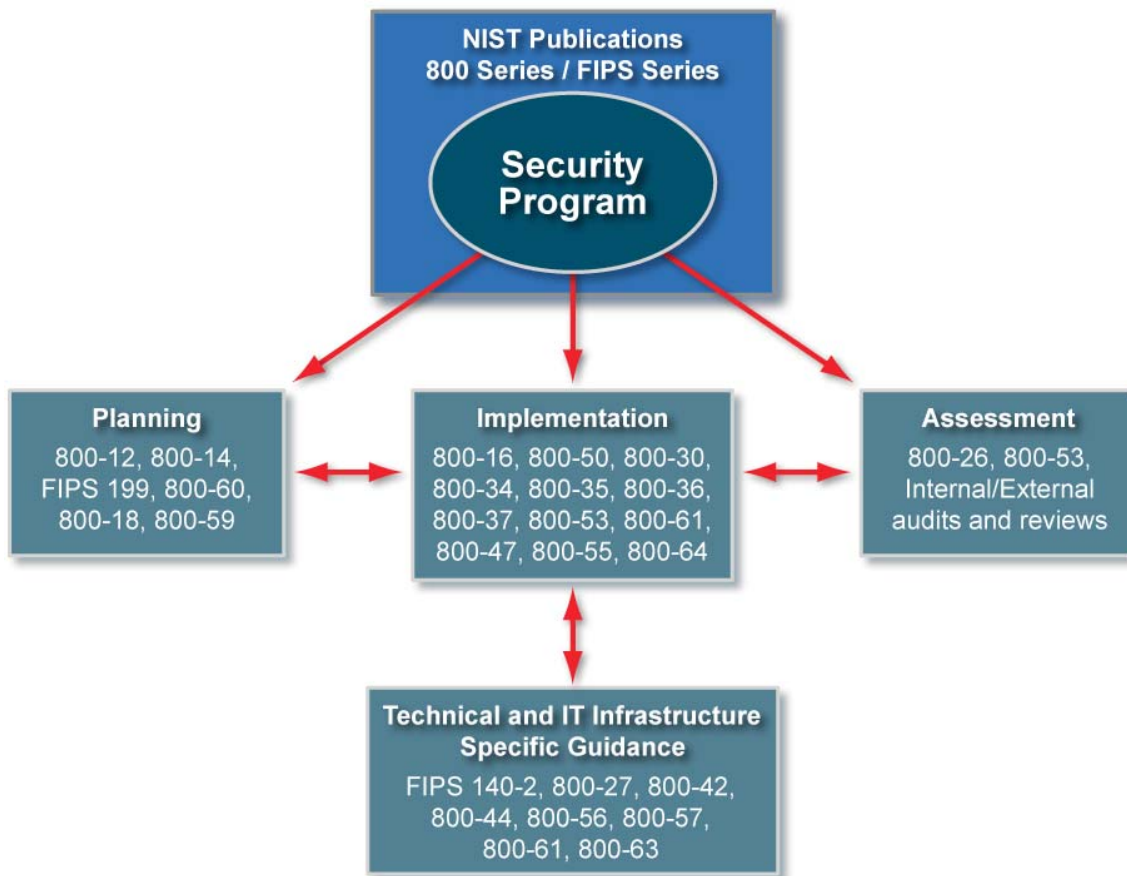 NIST Publications
800 Series / FIPS Series
Security
Program
Planning
800-12, 800-14,
FIPS 199, 800-60,
800-18, 800-59
Implementation
800-16, 800-50, 800-30,
800-34, 800-35, 800-36,
800-37, 800-53, 800-61,
800-47, 800-55, 800-64
Assessment
800-26, 800-53,
Internal/External
audits and reviews
Technical and IT Infrastructure
Specific Guidance
FIPS 140-2, 800-27, 800-42,
800-44, 800-56, 800-57,
800-61, 800-63